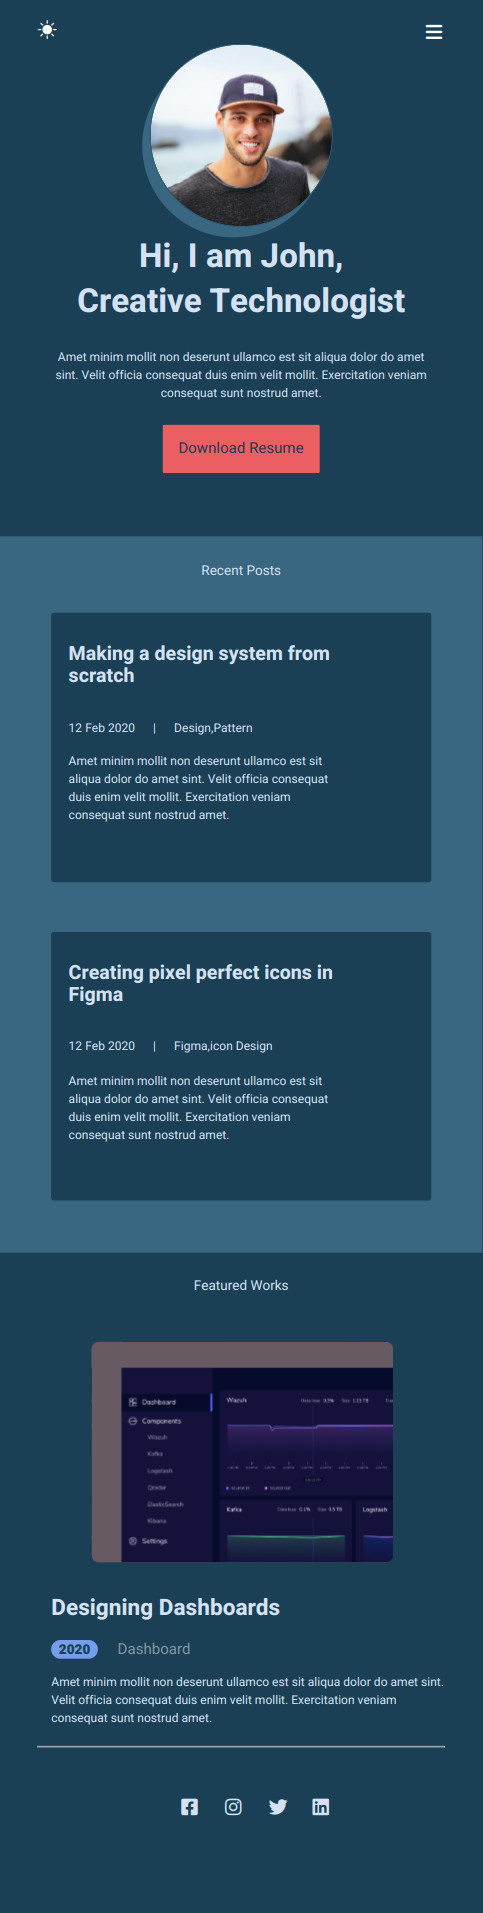 Hi, I am John,
Creative Technologist
Amet minim mollit non deserunt ullamco est sit aliqua dolor do amet
sint. Velit officia consequat duis enim velit mollit. Exercitation veniam
consequat sunt nostrud amet.
Download Resume
Recent Posts
Making a design system from
scratch
12 Feb 2020 | Design,Pattern
Amet minim mollit non deserunt ullamco est sit
aliqua dolor do amet sint. Velit officia consequat
duis enim velit mollit. Exercitation veniam
consequat sunt nostrud amet.
Creating pixel perfect icons in
Figma
12 Feb 2020 | Figma,icon Design
Amet minim mollit non deserunt ullamco est sit
aliqua dolor do amet sint. Velit officia consequat
duis enim velit mollit. Exercitation veniam
consequat sunt nostrud amet.
Featured Works
Dashboard
Components
Wazuh
Kafka
Logstash
ElasticSearch
Kibana
Settings
Wazuh
Kafka
Logstash
Designing Dashboards
2020 Dashboard
Amet minim mollit non deserunt ullamco est sit aliqua dolor do amet sint.
Velit officia consequat duis enim velit mollit. Exercitation veniam
consequat sunt nostrud amet.